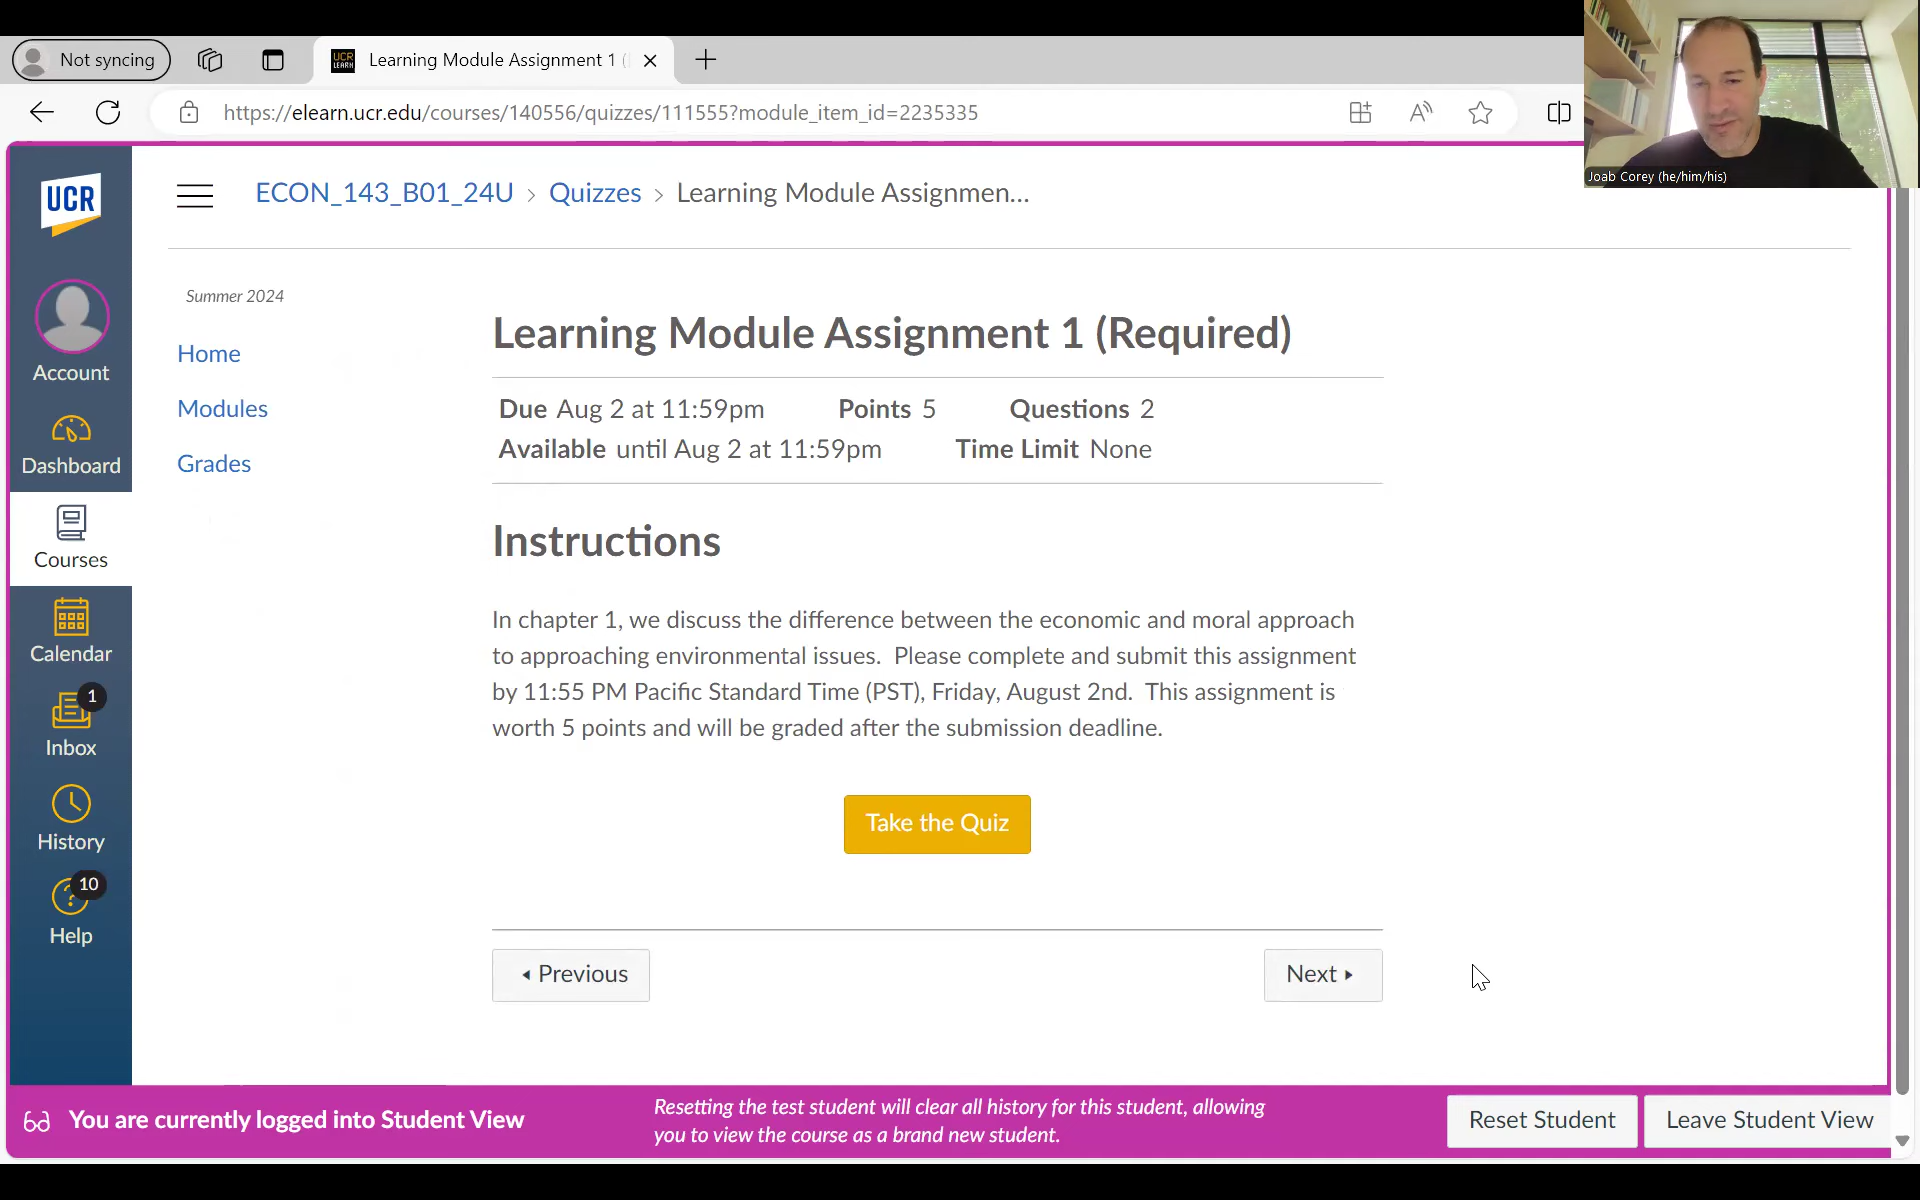 Not syncing
UCR LEARN
Learning Module Assignment 1 (
https://elearn.ucr.edu/courses/140556/quizzes/111555?module_item_id=2235335
Joab Corey (he/him/his)
UCR
ECON_143_B01_24U > Quizzes > Learning Module Assignmen...
Account
Dashboard
Courses
Calendar
1
Inbox
History
10
Help
Summer 2024
Home
Modules
Grades
Learning Module Assignment 1 (Required)
Due Aug 2 at 11:59pm Points 5 Questions 2
Available until Aug 2 at 11:59pm Time Limit None
Instructions
In chapter 1, we discuss the difference between the economic and moral approach
to approaching environmental issues. Please complete and submit this assignment
by 11:55 PM Pacific Standard Time (PST), Friday, August 2nd. This assignment is
worth 5 points and will be graded after the submission deadline.
Take the Quiz
Previous
Next
You are currently logged into Student View
Resetting the test student will clear all history for this student, allowing
you to view the course as a brand new student.
Reset Student
Leave Student View